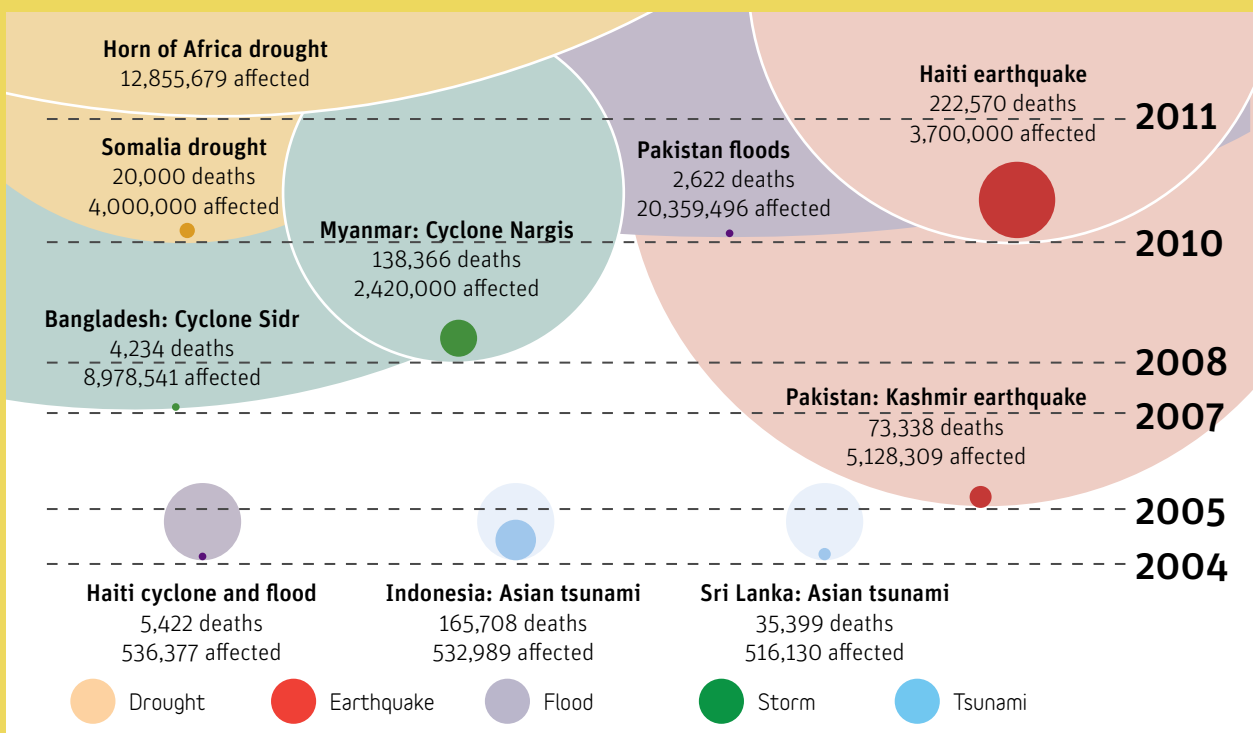 Horn of Africa drought
12,855,679 affected
Haiti earthquake
222,570 deaths
3,700,000 affected
2011
Somalia drought
20,000 deaths
4,000,000 affected
Pakistan floods
2,622 deaths
20,359,496 affected
Myanmar: Cyclone Nargis
138,366 deaths
2,420,000 affected
2010
Bangladesh: Cyclone Sidr
4,234 deaths
8,978,541 affected
2008
Pakistan: Kashmir earthquake
73,338 deaths
5,128,309 affected
2007
2005
2004
Haiti cyclone and flood
5,422 deaths
536,377 affected
Indonesia: Asian tsunami
165,708 deaths
532,989 affected
Sri Lanka: Asian tsunami
35,399 deaths
516,130 affected
Drought
Earthquake
Flood
Storm
Tsunami